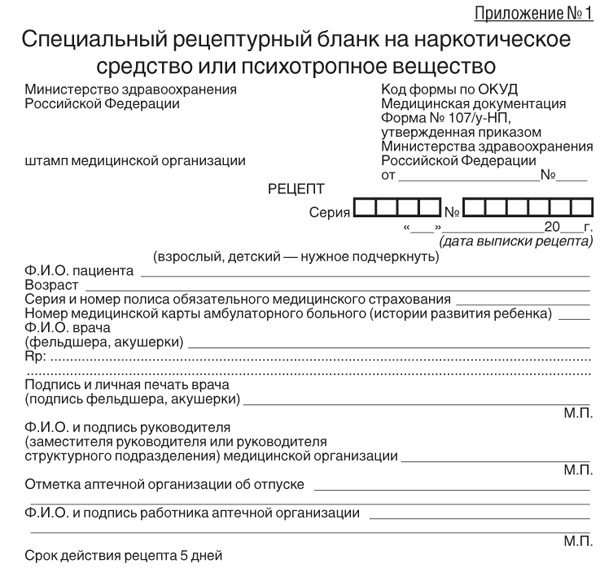 Приложение № 1
Специальный рецептурный бланк на наркотическое
средство или психотропное вещество
Министерство здравоохранения
Российской Федерации
штамп медицинской организации
Код формы по ОКУД
Медицинская документация
Форма № 107/у-НП,
утвержденная приказом
Министерства здравоохранения
Российской Федерации
от ____________________№____
РЕЦЕПТ
Серия № 
«___»______________20___г.
(дата выписки рецепта)
(взрослый, детский — нужное подчеркнуть)
Ф.И.О. пациента
Возраст
Серия и номер полиса обязательного медицинского страхования
Номер медицинской карты амбулаторного больного (истории развития ребенка) ____
Ф.И.О. врача
(фельдшера, акушерки)
Rp: ......................................................................
......................................................................
Подпись и личная печать врача
(подпись фельдшера, акушерки)
М.П.
Ф.И.О. и подпись руководителя
(заместителя руководителя или руководителя
структурного подразделения) медицинской организации
М.П.
Отметка аптечной организации об отпуске
Ф.И.О. и подпись работника аптечной организации
М.П.
Срок действия рецепта 5 дней